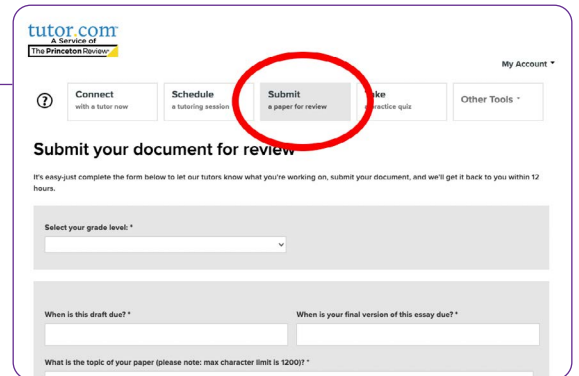 tutor.com
A Service of
The Princeton Review
My Account
Connect
with a tutor now
Schedule
a tutoring session
Submit
a paper for review
ke
practice quiz
Other Tools
Submit your document for review
It's easy-just complete the form below to let our tutors know what you're working on, submit your document, and we'll get it back to you within 12
hours.
Select your grade level: *
When is this draft due? *
When is your final version of this essay due? *
What is the topic of your paper (please note: max character limit is 1200)? *